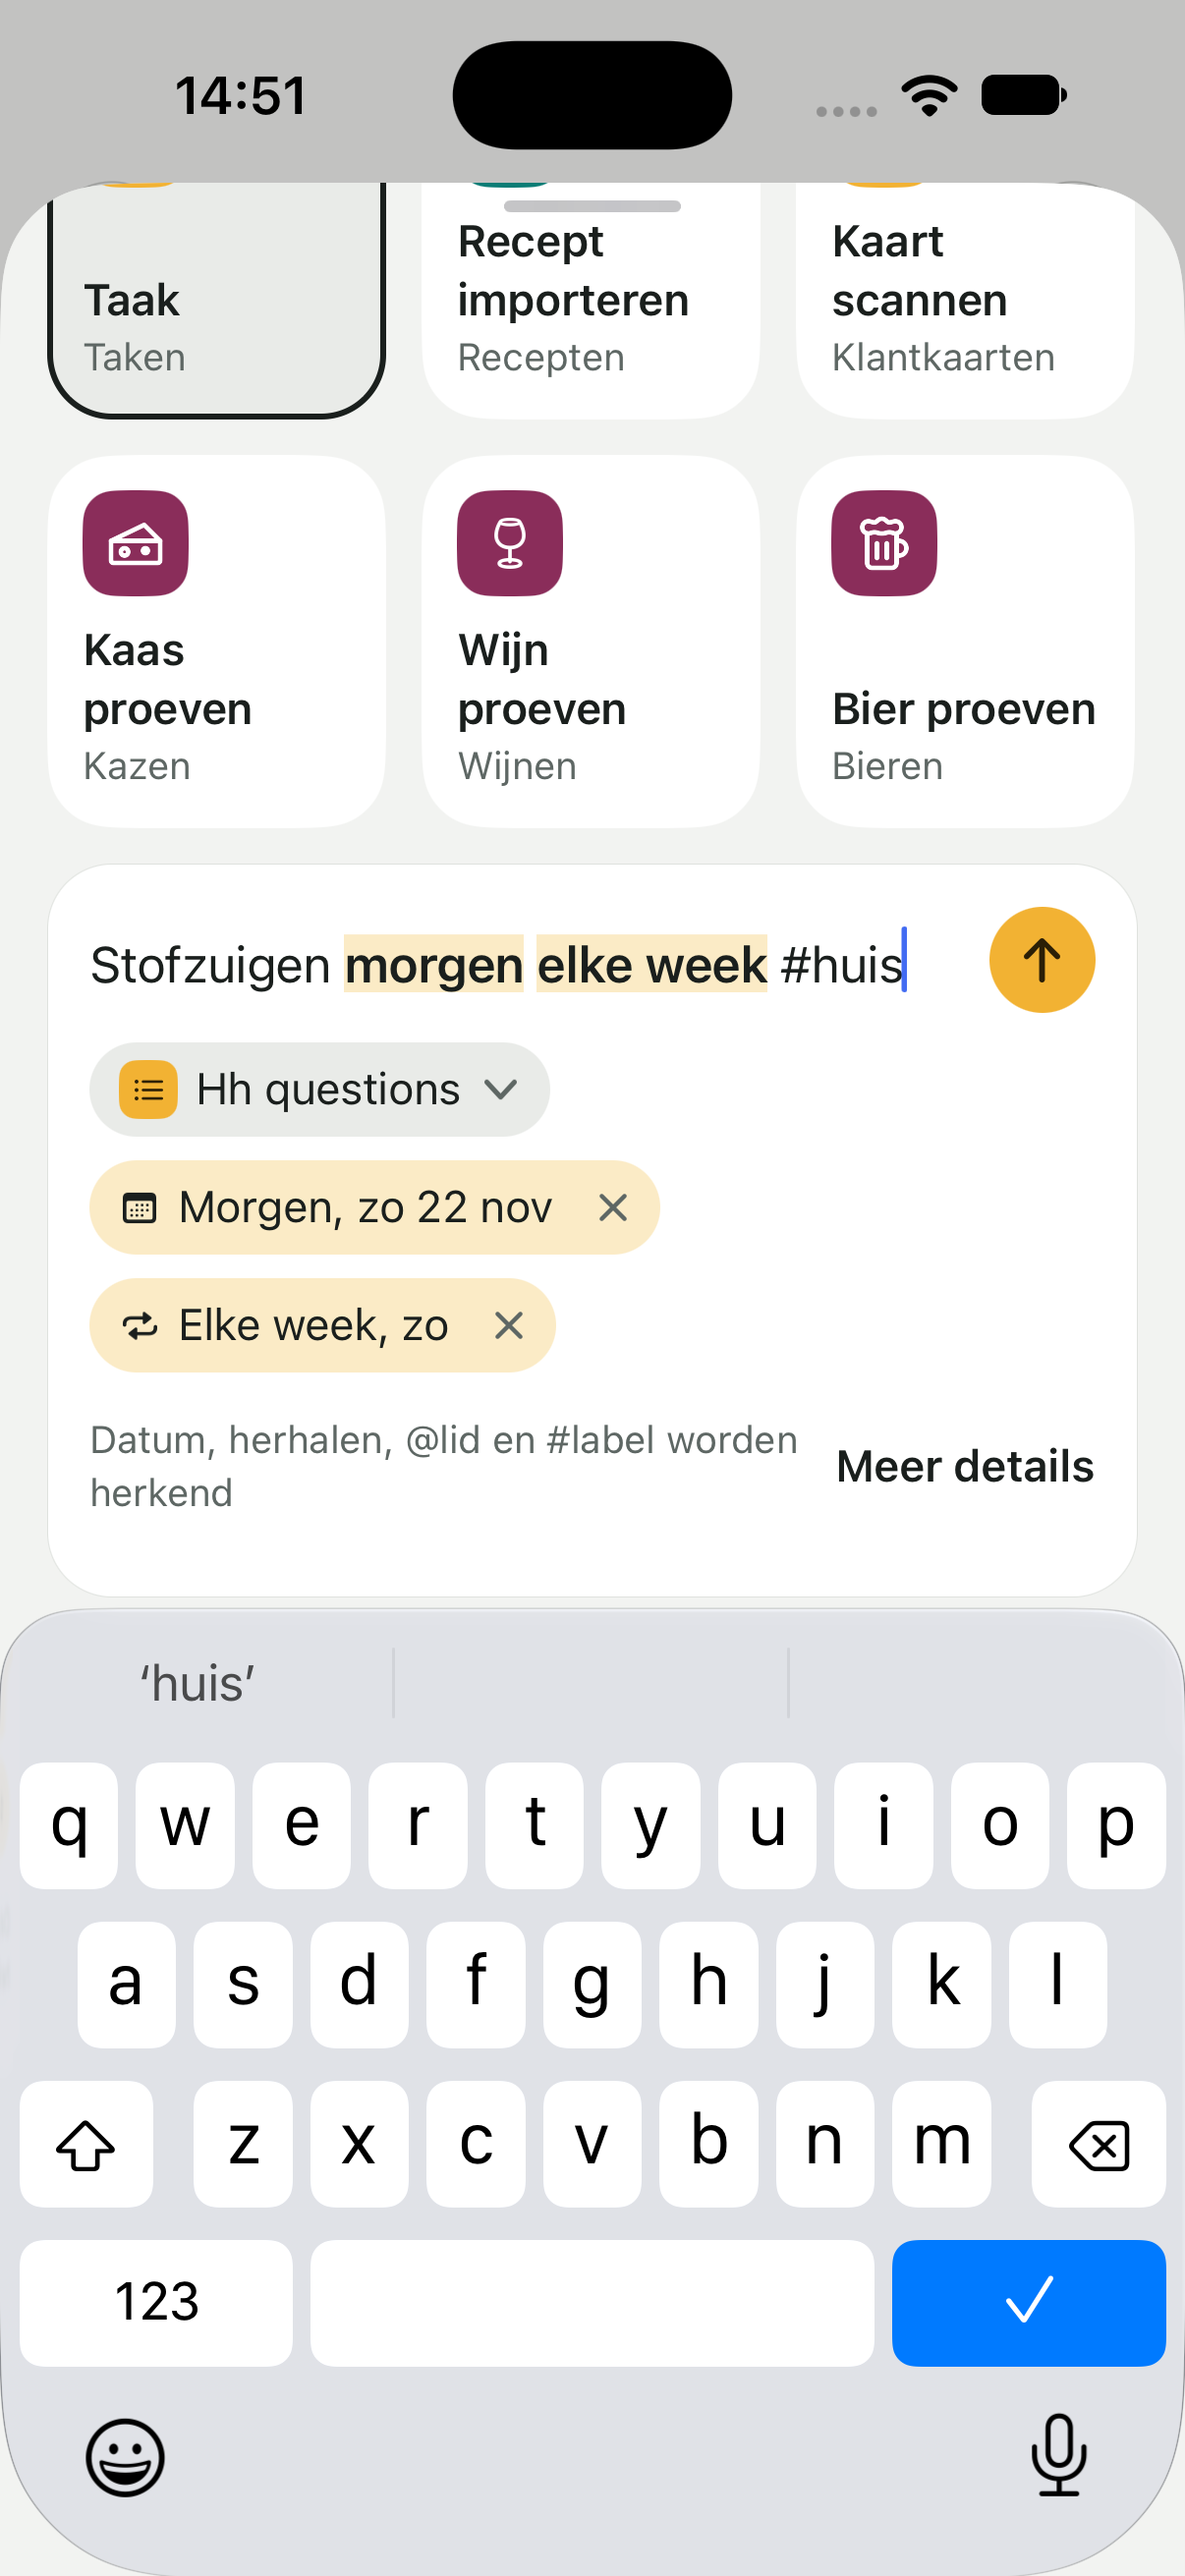 14:51
Taak
Taken
Recept
importeren
Recepten
Kaart
scannen
Klantkaarten
Kaas
proeven
Kazen
Wijn
proeven
Wijnen
Bier proeven
Bieren
Stofzuigen morgen elke week #huis
Hh questions
Morgen, zo 22 nov
Elke week, zo
Datum, herhalen, @lid en #label worden
herkend
Meer details
‘huis’
q w e r t y u i o p
a s d f g h j k l
z x c v b n m
123